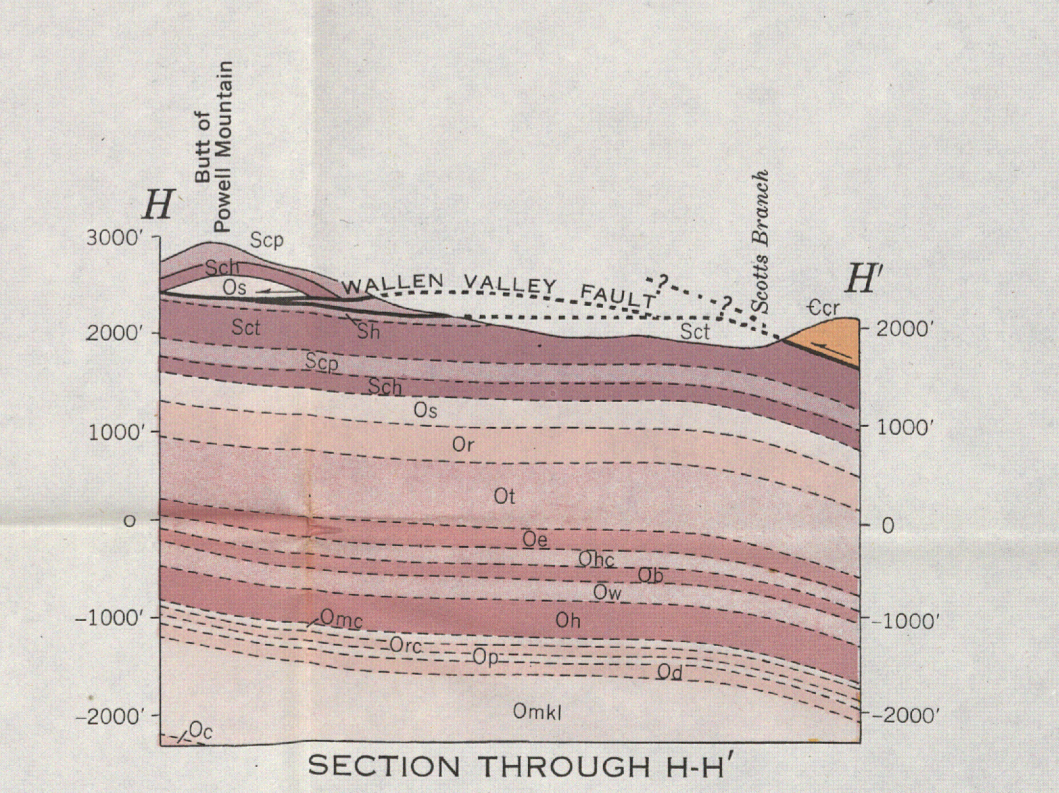 Butt of
Powell Mountain
H
3000′
Scp
Sch
Os
WALLEN VALLEY FAULT
?
?
Scotts Branch
H′
Ꞓcr
2000′
Sct
Sh
Sct
2000′
Scp
Sch
Os
1000′
Or
1000′
Ot
0
0
Oe
Ohc
Ob
Ow
-1000′
Omc
Oh
-1000′
Orc
Op
Od
-2000′
Omkl
-2000′
Oc
SECTION THROUGH H-H′